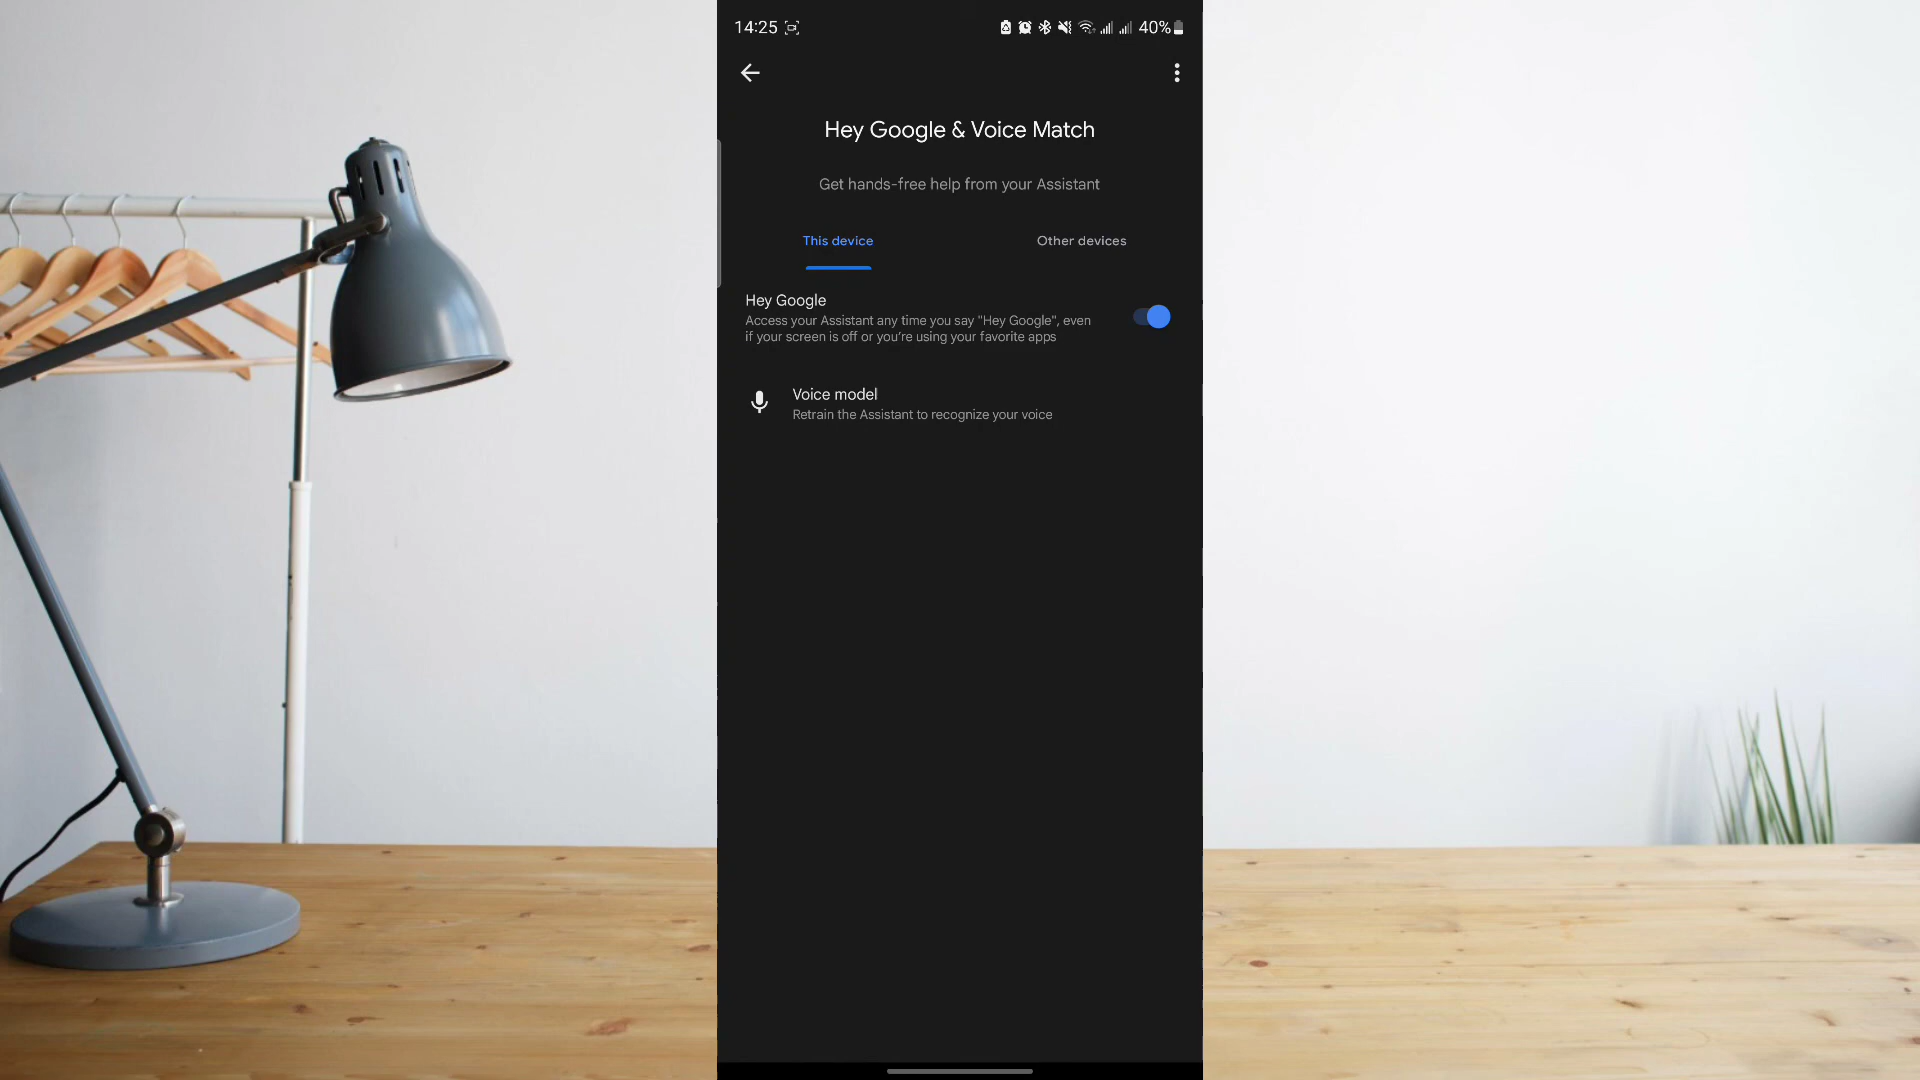 14:25
40%
Hey Google & Voice Match
Get hands-free help from your Assistant
This device
Other devices
Hey Google
Access your Assistant any time you say "Hey Google", even
if your screen is off or you're using your favorite apps
Voice model
Retrain the Assistant to recognize your voice